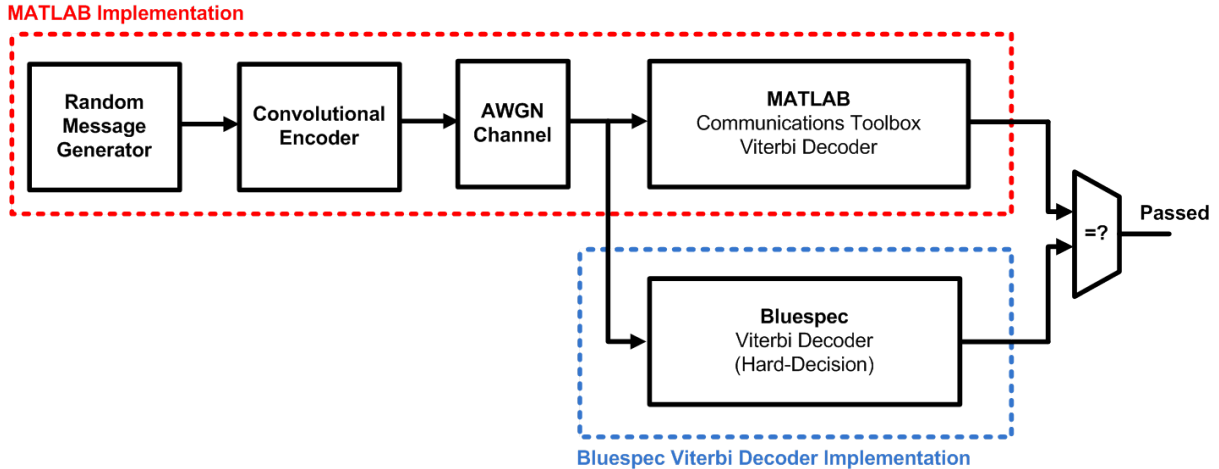 MATLAB Implementation
Random
Message
Generator
Convolutional
Encoder
AWGN
Channel
MATLAB
Communications Toolbox
Viterbi Decoder
Passed
=?
Bluespec
Viterbi Decoder
(Hard-Decision)
Bluespec Viterbi Decoder Implementation